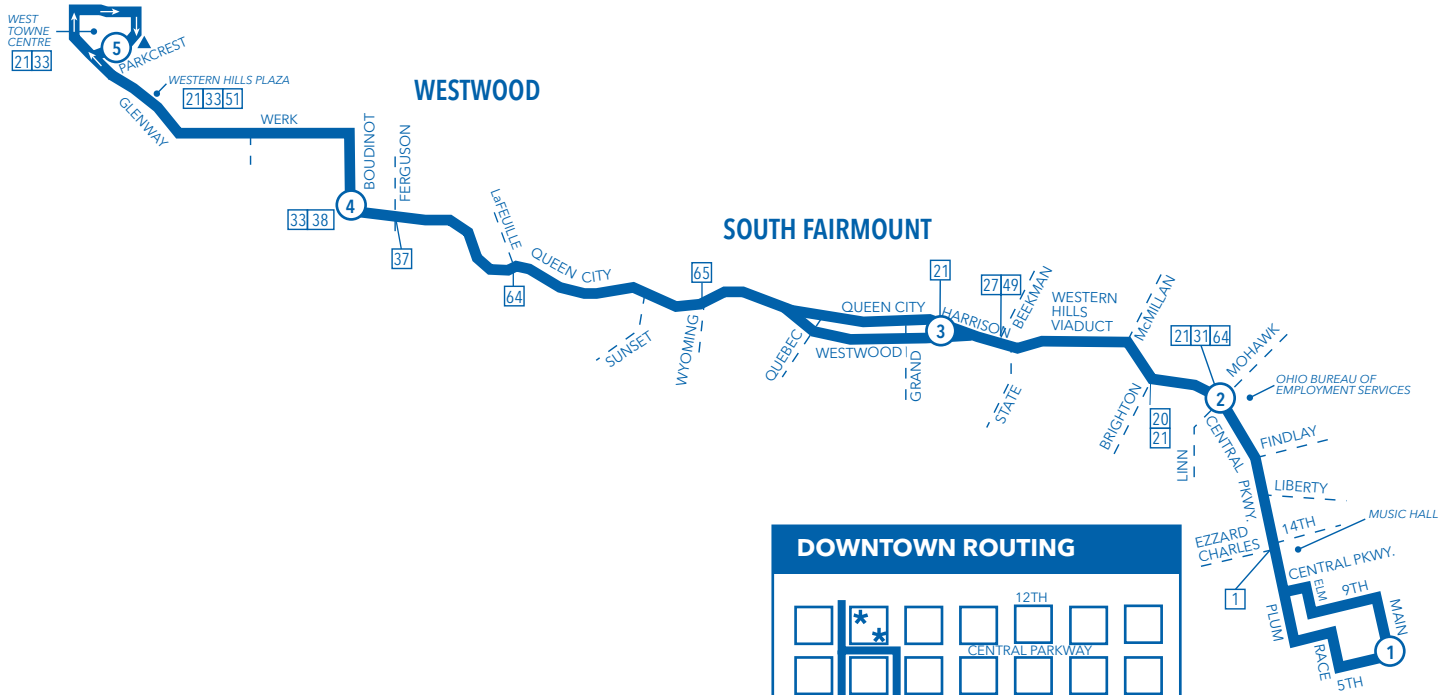 WEST
TOWNE
CENTRE
21 33
5
PARKCREST
WESTERN HILLS PLAZA
21 33 51
GLENWAY
WERK
WESTWOOD
BOUDINOT
FERGUSON
4
33 38
37
LaFEUILLE
64
QUEEN CITY
SUNSET
65
WYOMING
SOUTH FAIRMOUNT
QUEBEC
QUEEN CITY
WESTWOOD
GRAND
21
3
HARRISON
27 49
BEEKMAN
STATE
WESTERN
HILLS
VIADUCT
McMILLAN
BRIGHTON
20
21
21 31 64
MOHAWK
2
OHIO BUREAU OF
EMPLOYMENT SERVICES
LINN
CENTRAL PKWY.
FINDLAY
LIBERTY
MUSIC HALL
EZZARD
CHARLES
14TH
1
CENTRAL PKWY.
ELM
9TH
MAIN
PLUM
RACE
5TH
1
DOWNTOWN ROUTING
12TH
* *
CENTRAL PARKWAY